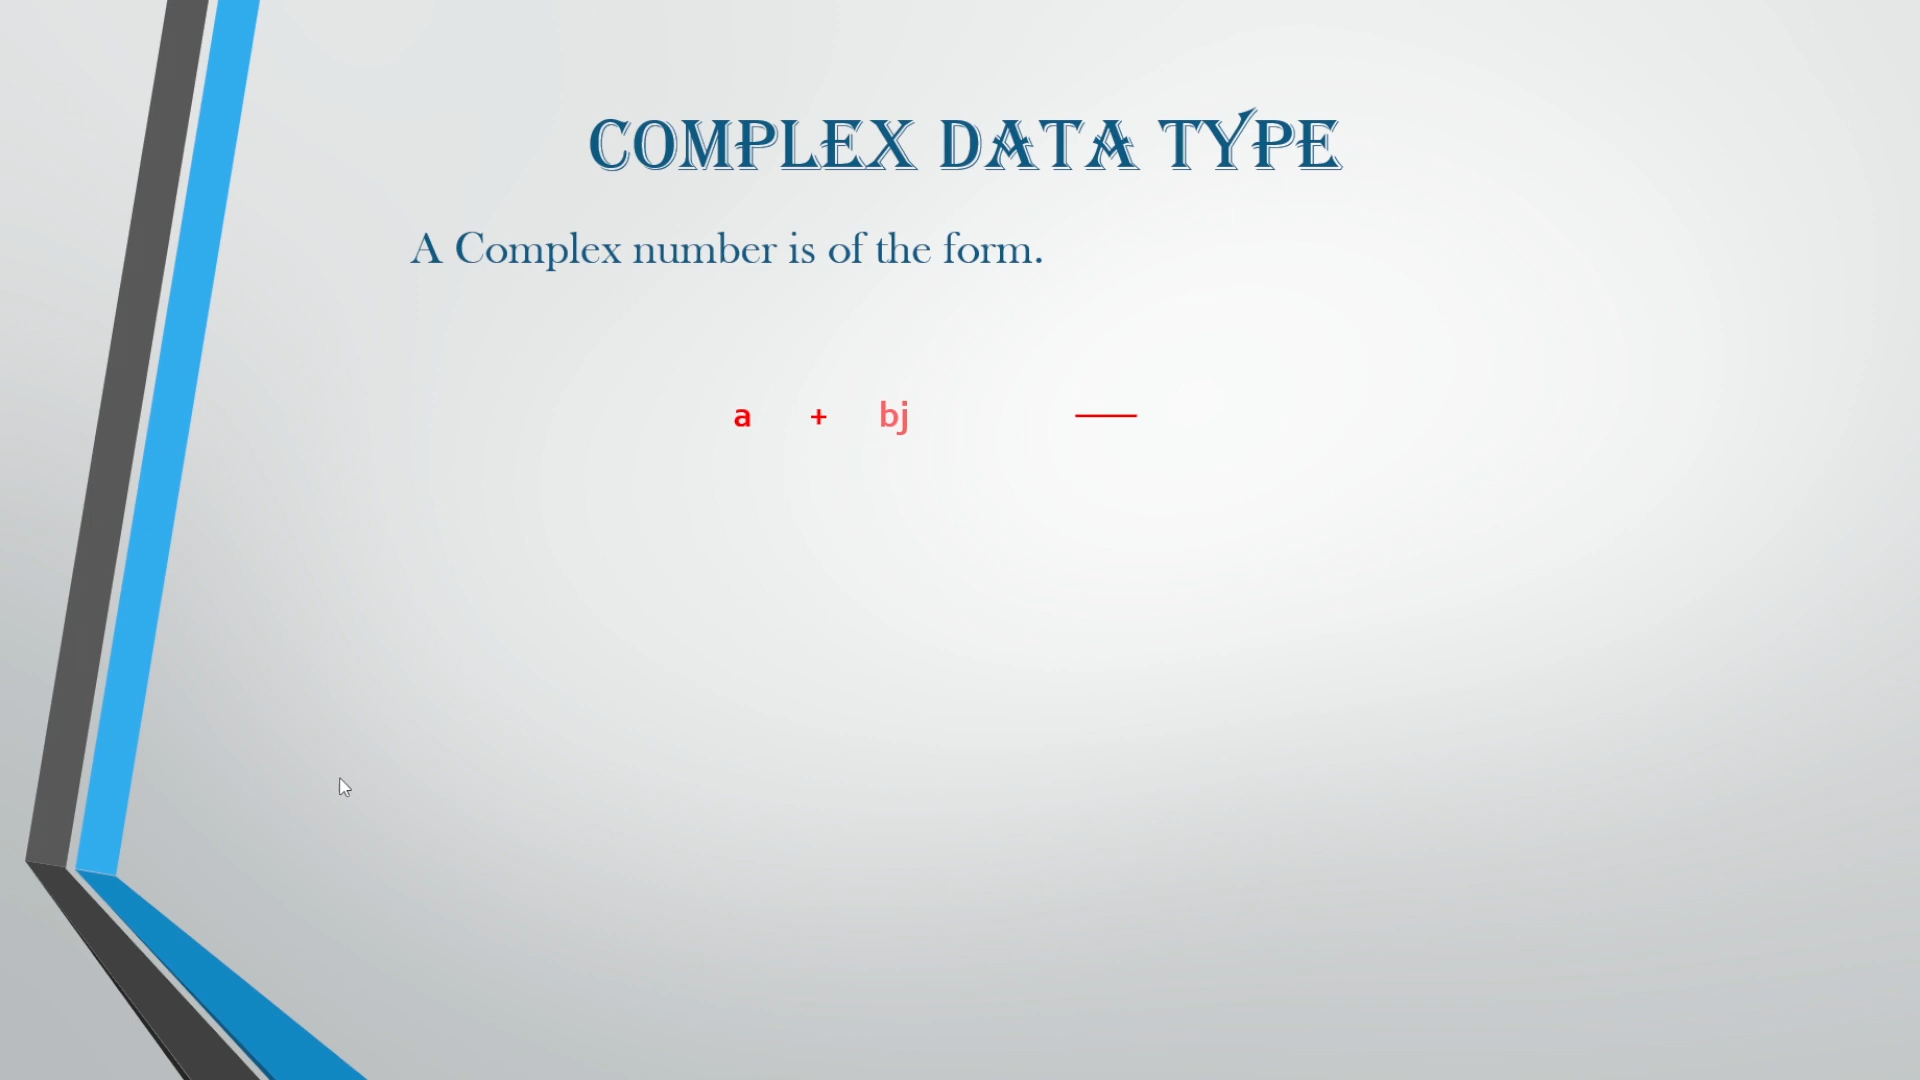 COMPLEX DATA TYPE
A Complex number is of the form.
a + bj